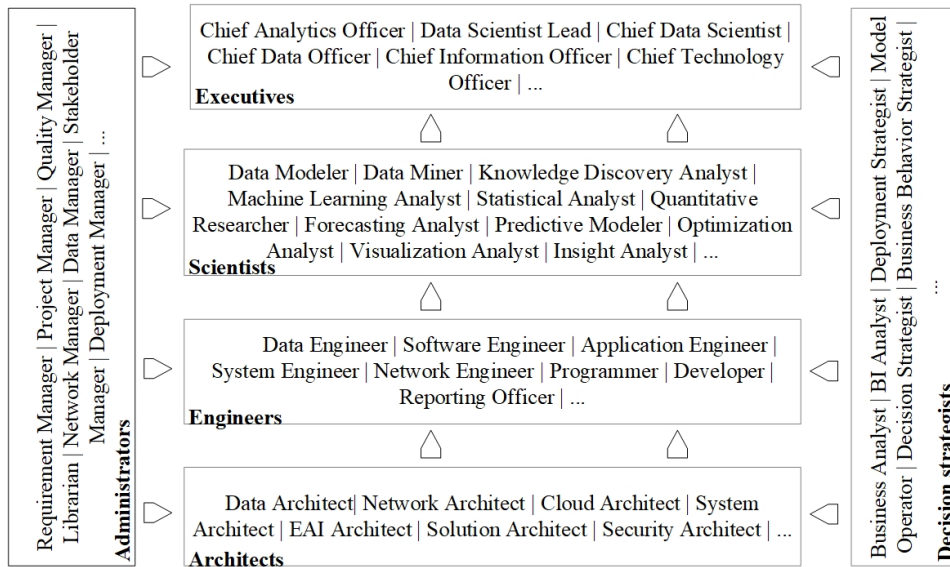 Requirement Manager | Project Manager | Quality Manager |
Librarian | Network Manager | Data Manager | Stakeholder
Manager | Deployment Manager | ...
Administrators
Chief Analytics Officer | Data Scientist Lead | Chief Data Scientist |
Chief Data Officer | Chief Information Officer | Chief Technology
Officer | ...
Executives
Data Modeler | Data Miner | Knowledge Discovery Analyst |
Machine Learning Analyst | Statistical Analyst | Quantitative
Researcher | Forecasting Analyst | Predictive Modeler | Optimization
Analyst | Visualization Analyst | Insight Analyst | ...
Scientists
Data Engineer | Software Engineer | Application Engineer |
System Engineer | Network Engineer | Programmer | Developer |
Reporting Officer | ...
Engineers
Data Architect| Network Architect | Cloud Architect | System
Architect | EAI Architect | Solution Architect | Security Architect | ...
Architects
Business Analyst | BI Analyst | Deployment Strategist | Model
Operator | Decision Strategist | Business Behavior Strategist |
...
Decision strategists